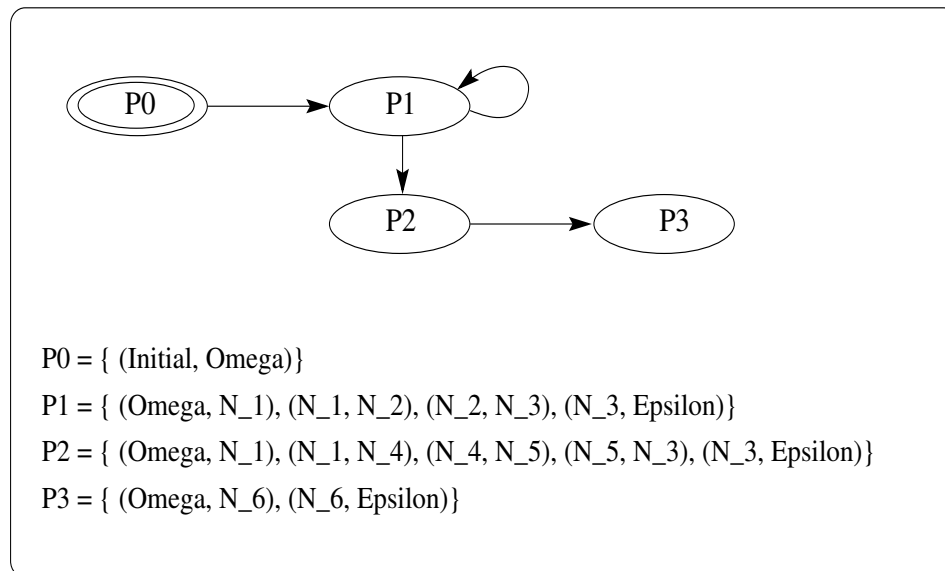 P0
P1
P2
P3
P0 = { (Initial, Omega)}
P1 = { (Omega, N_1), (N_1, N_2), (N_2, N_3), (N_3, Epsilon)}
P2 = { (Omega, N_1), (N_1, N_4), (N_4, N_5), (N_5, N_3), (N_3, Epsilon)}
P3 = { (Omega, N_6), (N_6, Epsilon)}